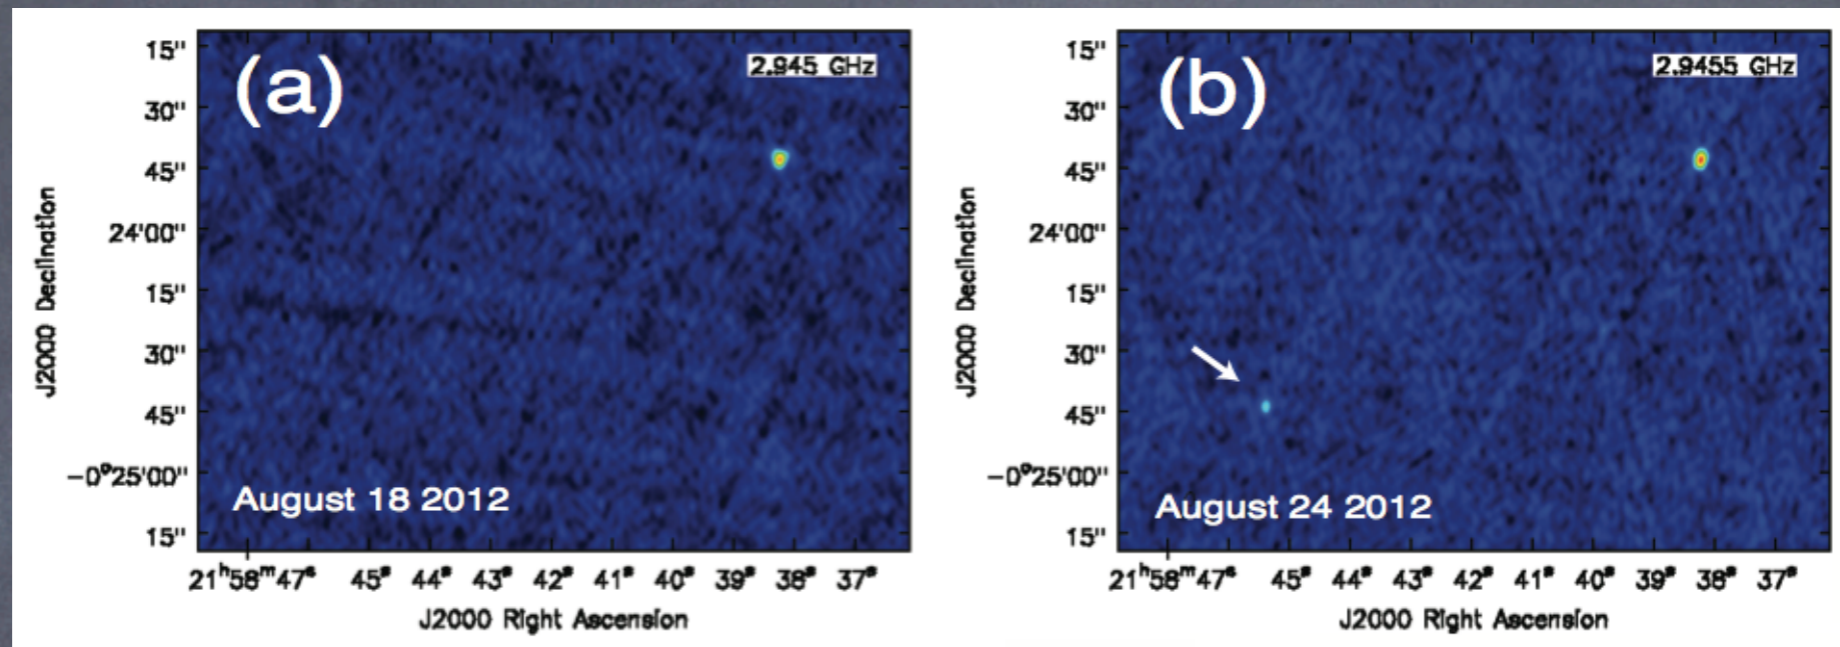 (a)
2.945 GHz
15"
30"
45"
24'00"
15"
30"
45"
-0°25'00"
15"
J2000 Declination
August 18 2012
21ʰ58ᵐ47ˢ 45ˢ 44ˢ 43ˢ 42ˢ 41ˢ 40ˢ 39ˢ 38ˢ 37ˢ
J2000 Right Ascension
(b)
2.9455 GHz
15"
30"
45"
24'00"
15"
30"
45"
-0°25'00"
15"
J2000 Declination
August 24 2012
21ʰ58ᵐ47ˢ 45ˢ 44ˢ 43ˢ 42ˢ 41ˢ 40ˢ 39ˢ 38ˢ 37ˢ
J2000 Right Ascension